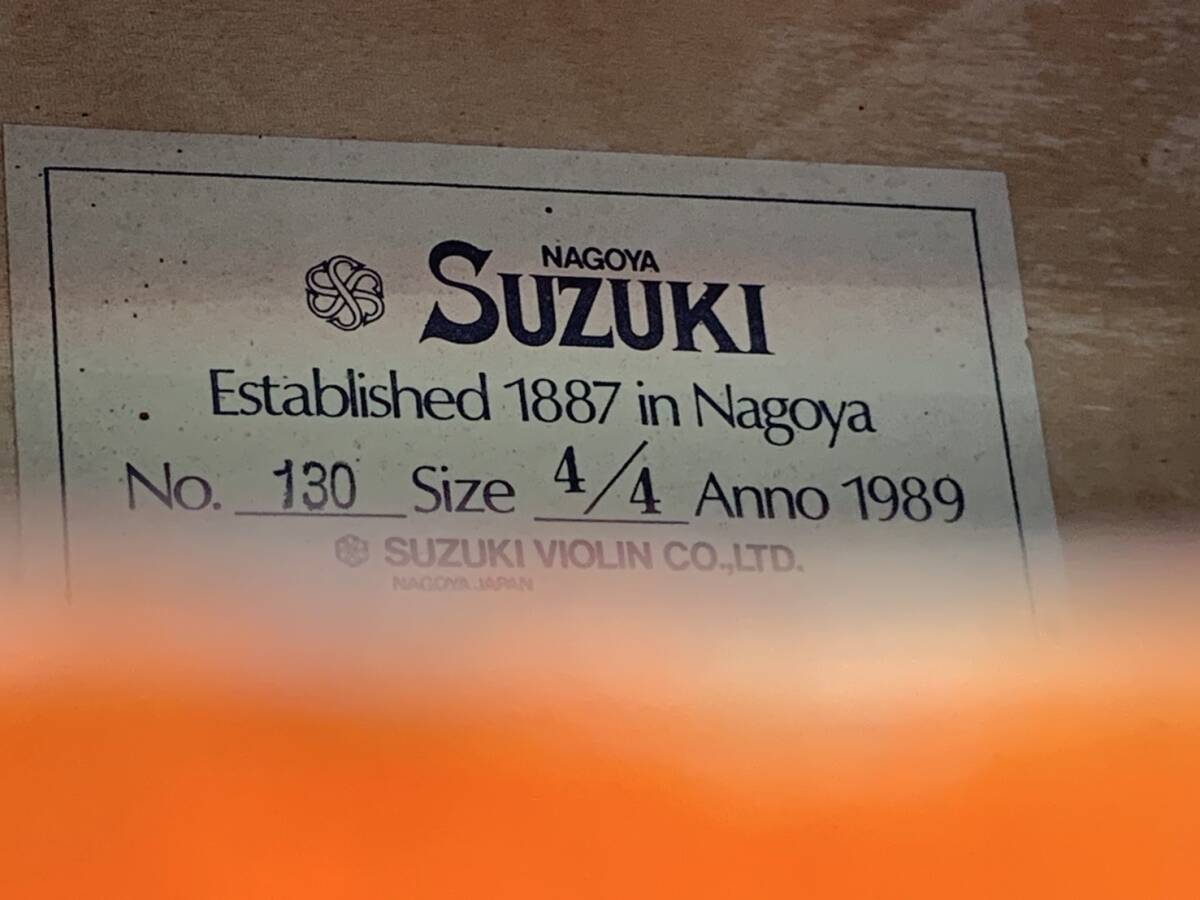 NAGOYA
SUZUKI
Established 1887 in Nagoya
No. 130 Size 4/4 Anno 1989
SUZUKI VIOLIN CO.,LTD.
NAGOYA JAPAN